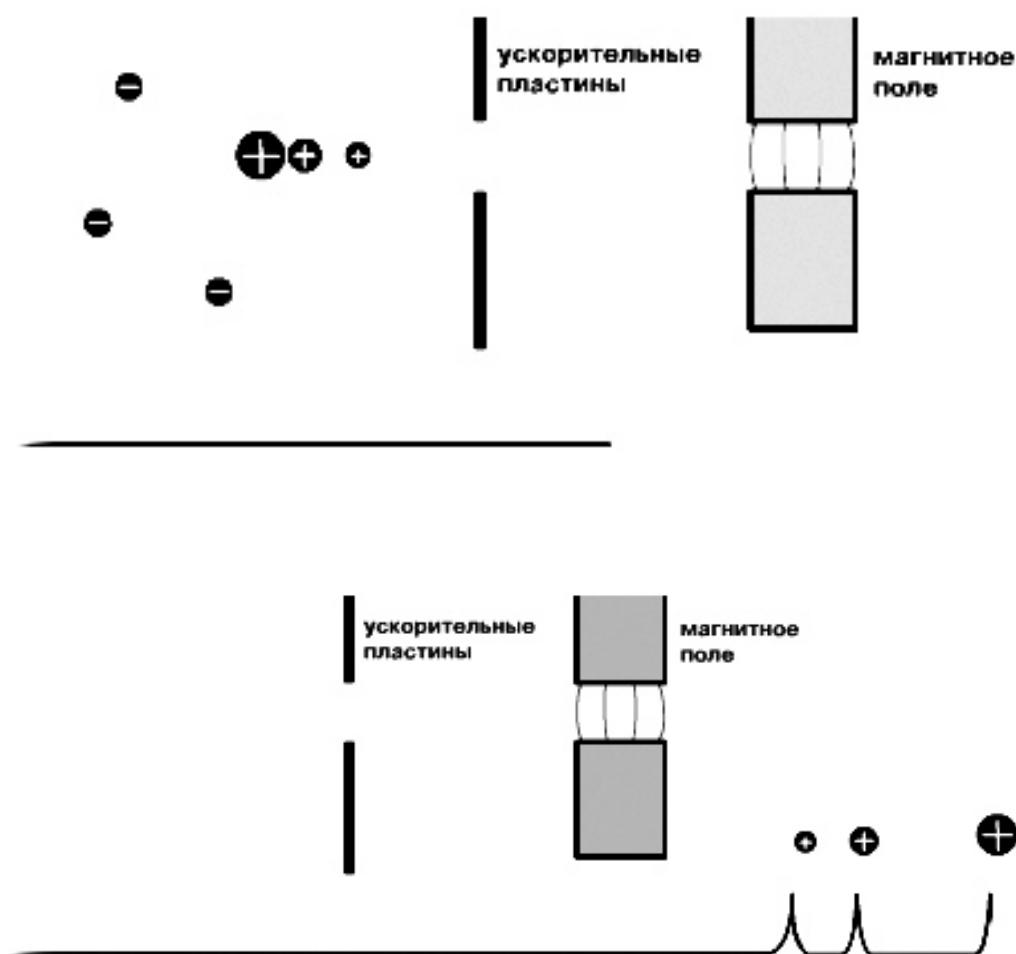 ускорительные
пластины
магнитное
поле
ускорительные
пластины
магнитное
поле